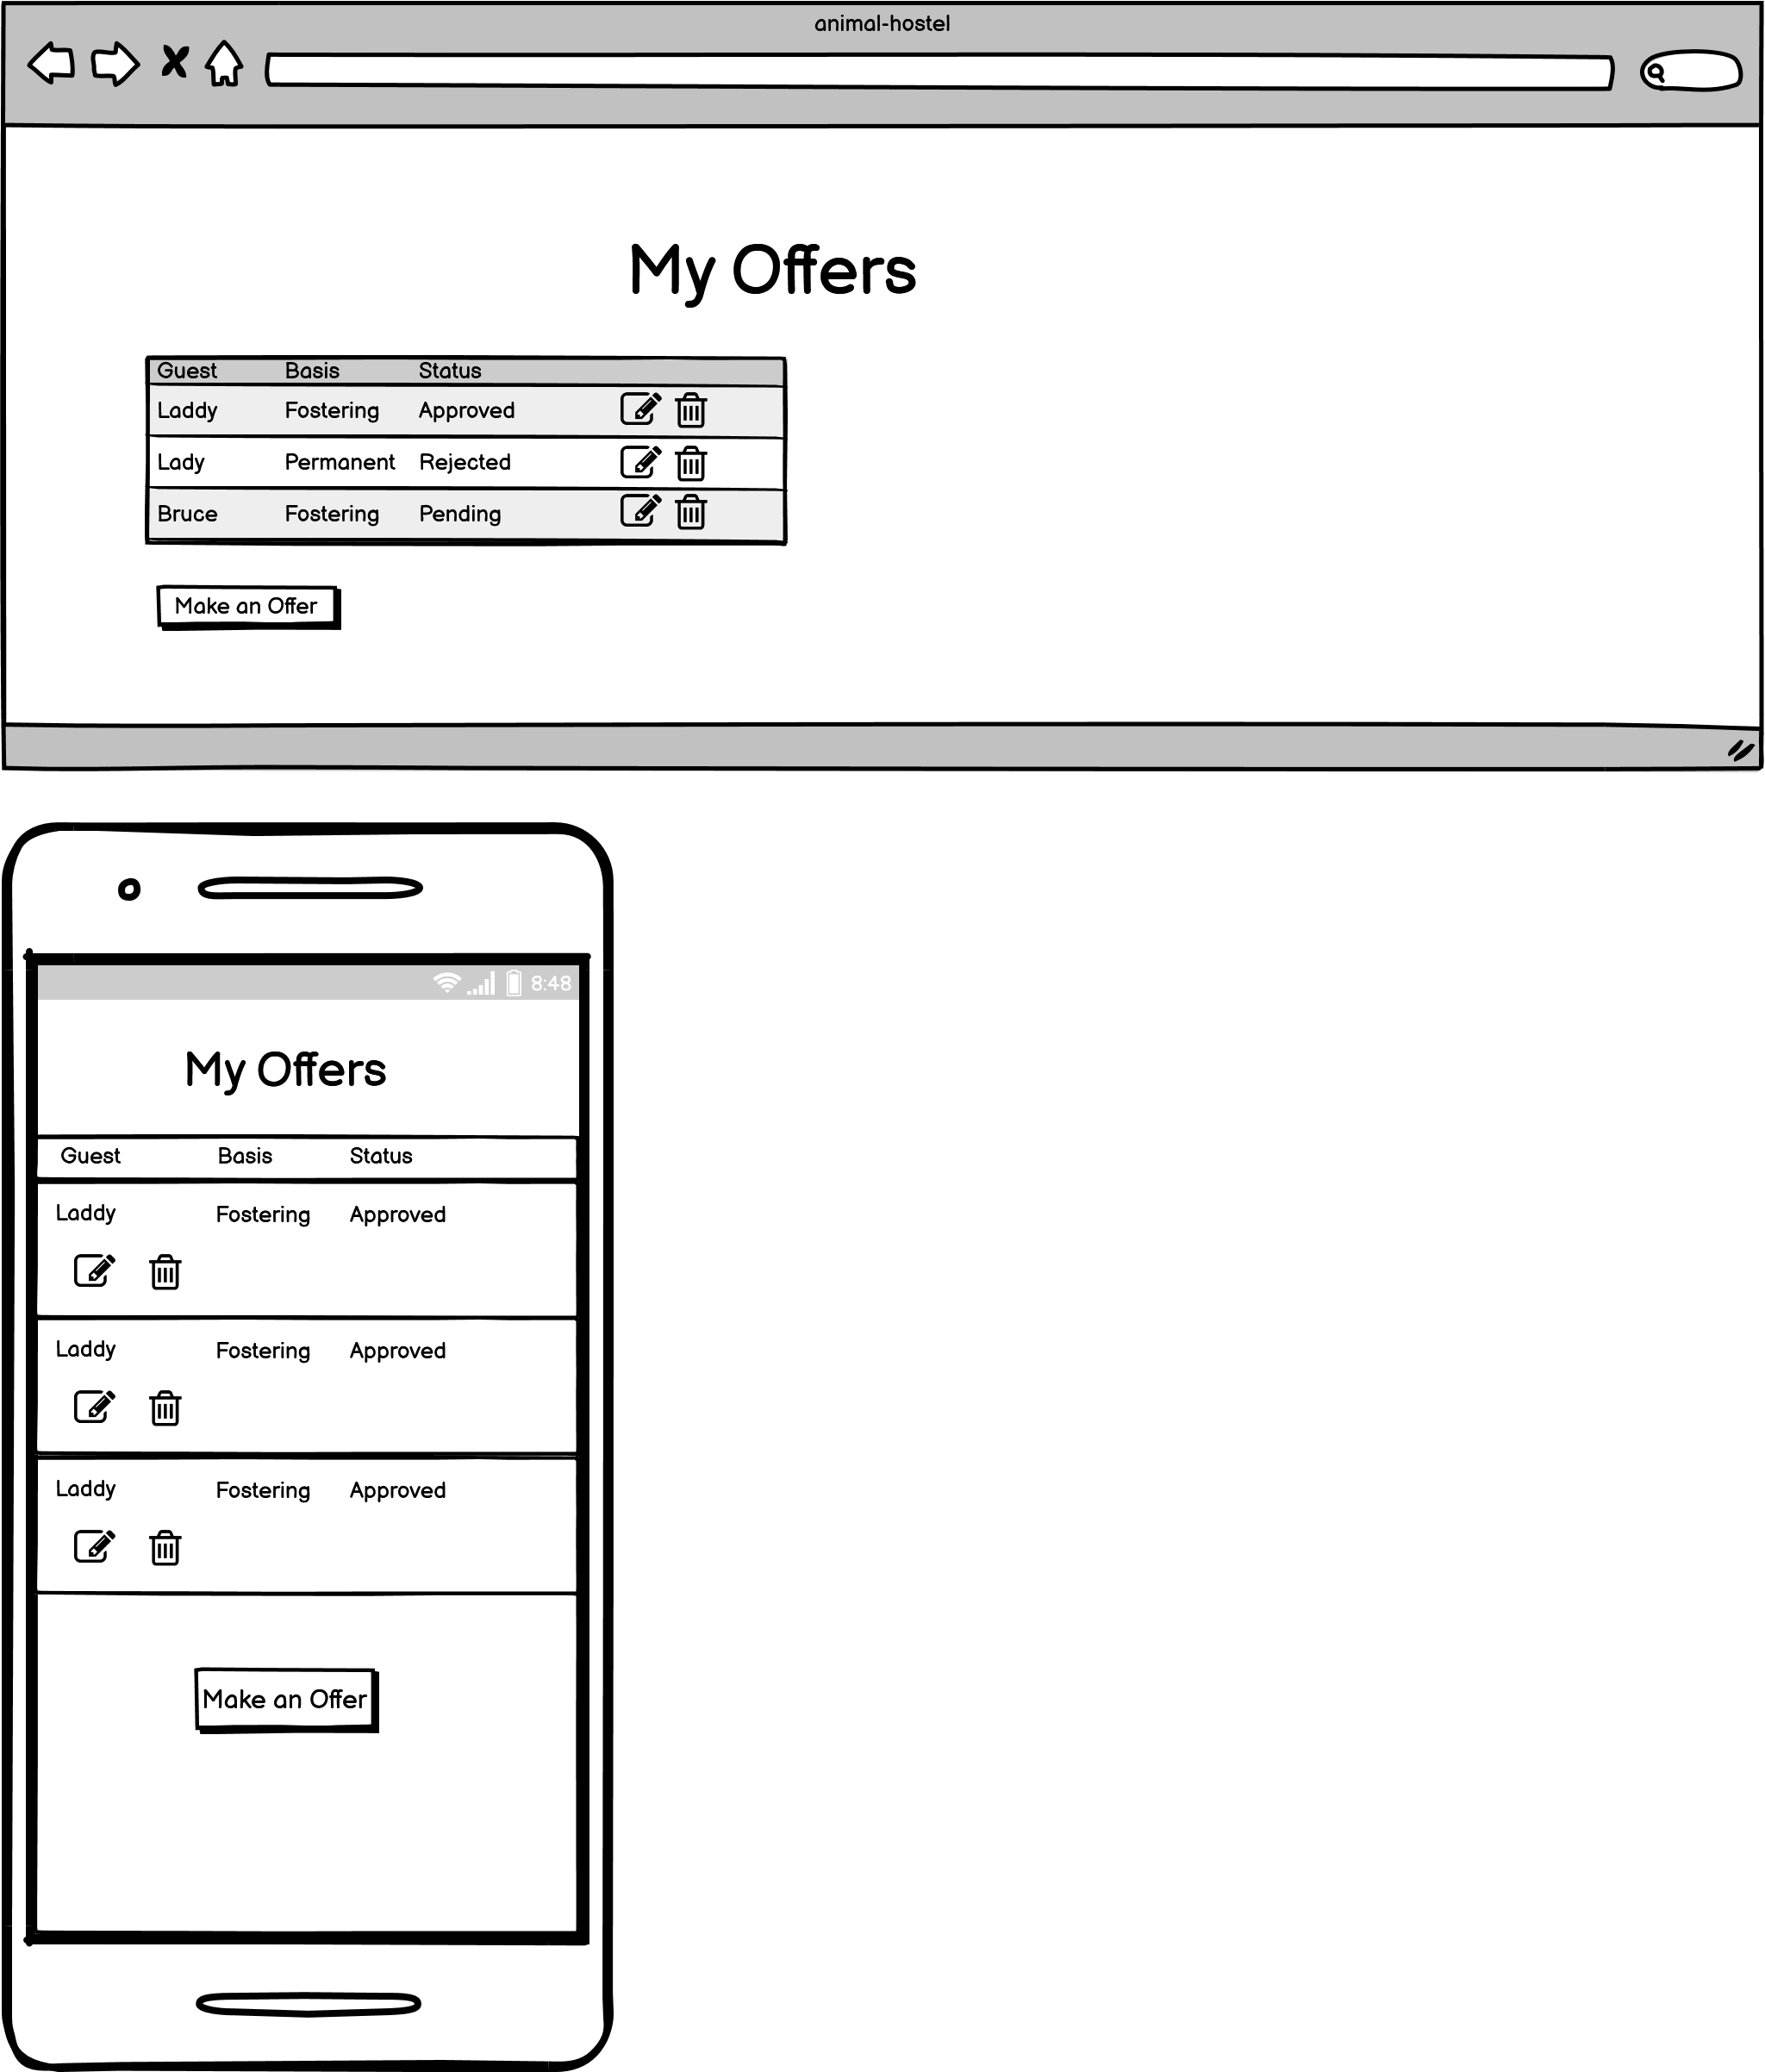 animal-hostel
My Offers
Guest Basis Status
Laddy Fostering Approved
Lady Permanent Rejected
Bruce Fostering Pending
Make an Offer
8:48
My Offers
Guest Basis Status
Laddy Fostering Approved
Laddy Fostering Approved
Laddy Fostering Approved
Make an Offer